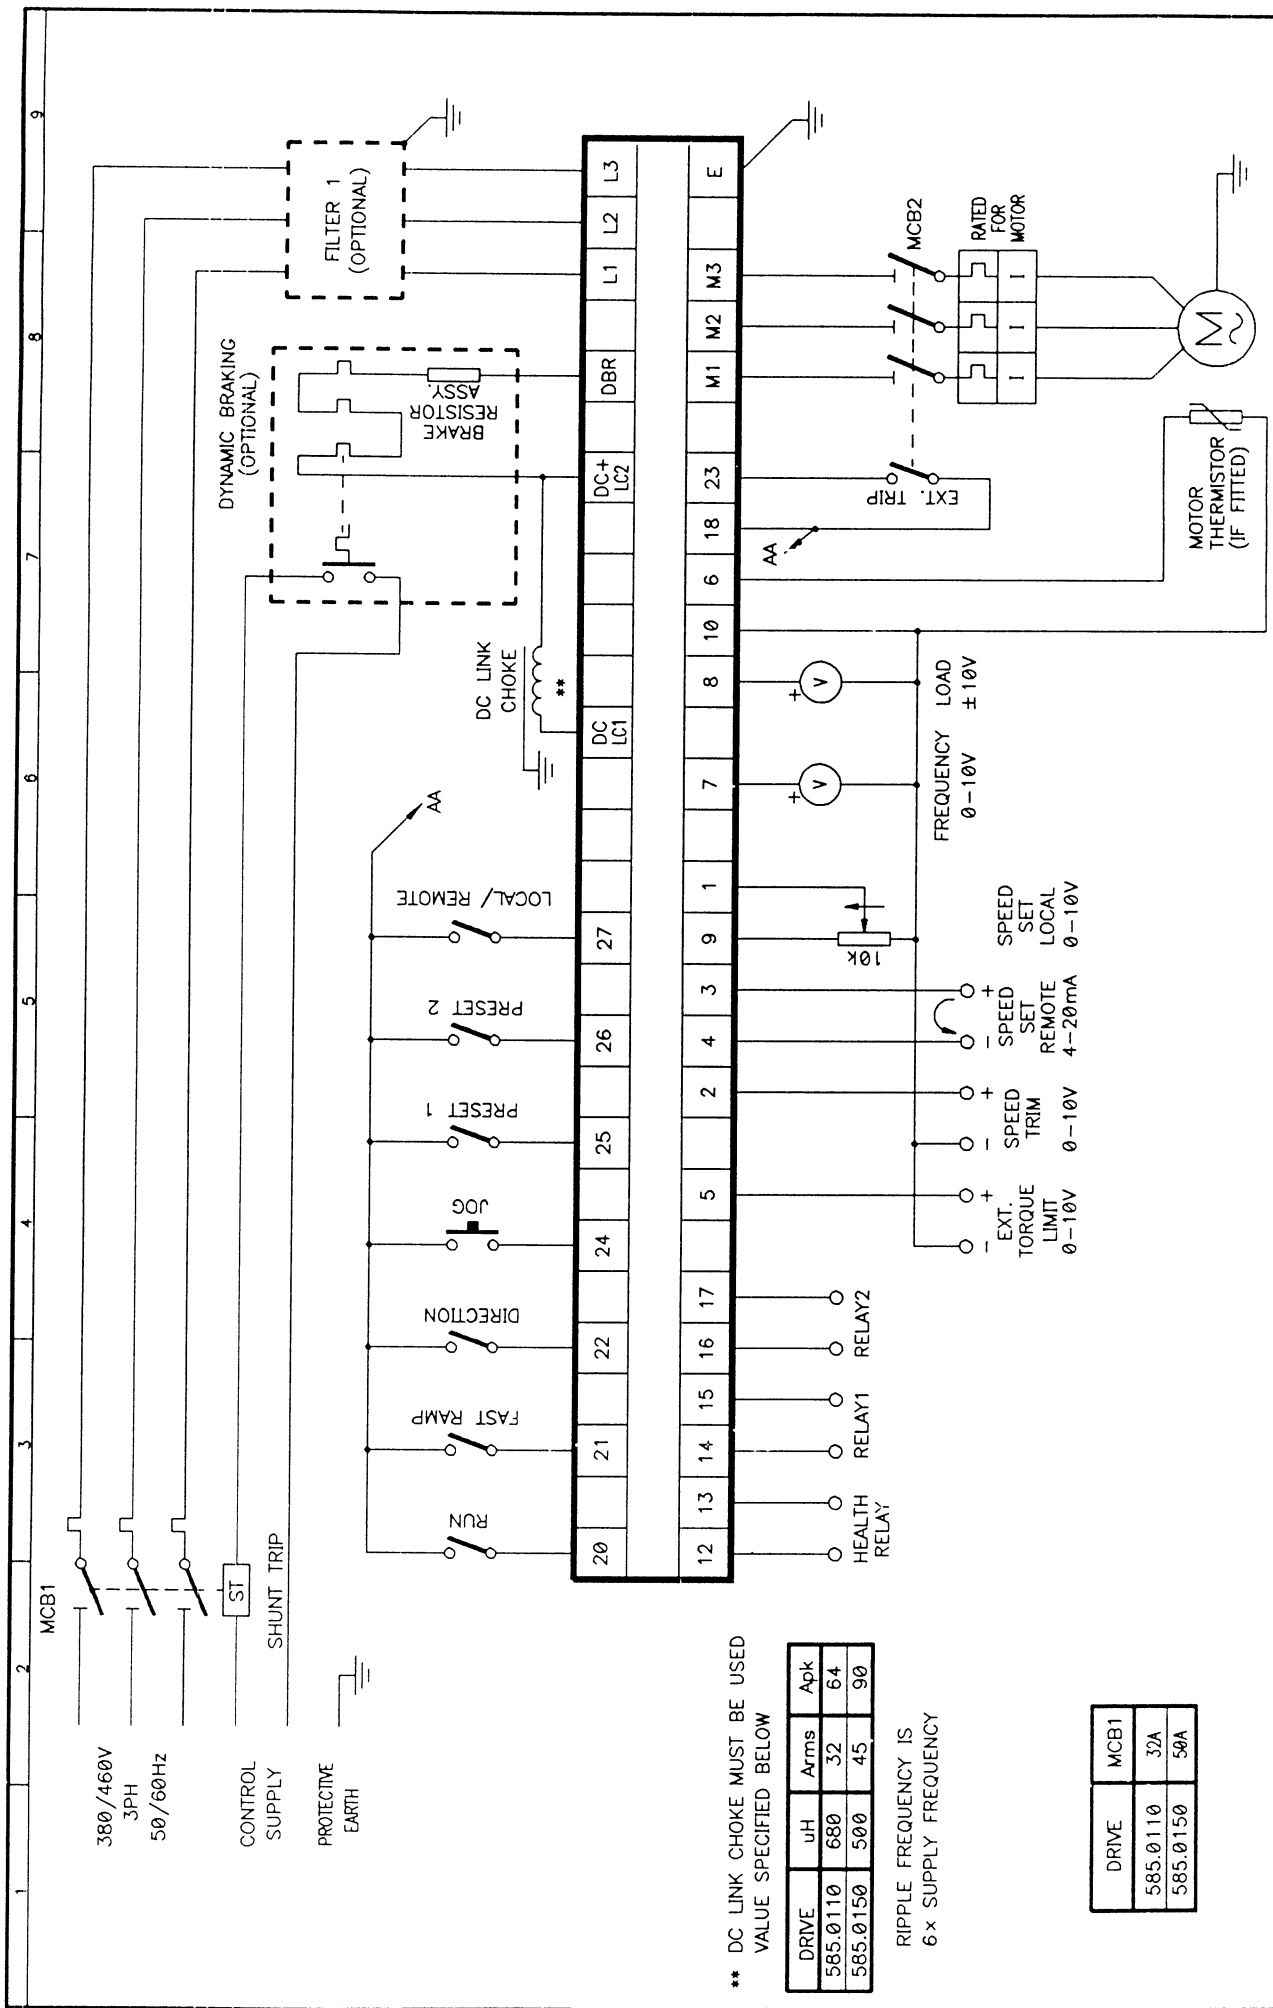 1
2
3
4
5
6
7
8
9
MCB1
380/460V
3PH
50/60Hz
CONTROL
SUPPLY
ST
SHUNT TRIP
PROTECTIVE
EARTH
FILTER 1
(OPTIONAL)
DYNAMIC BRAKING
(OPTIONAL)
BRAKE
RESISTOR
ASSY.
DC LINK
CHOKE
**
AA
RUN
FAST RAMP
DIRECTION
JOG
PRESET 1
PRESET 2
LOCAL/ REMOTE
20
21
22
24
25
26
27
DC
LC1
DC+
LC2
DBR
L1
L2
L3
12
13
14
15
16
17
5
2
4
3
9
1
7
8
10
6
18
23
M1
M2
M3
E
HEALTH
RELAY
RELAY1
RELAY2
- +
EXT.
TORQUE
LIMIT
0-10V
- +
SPEED
TRIM
0-10V
- +
SPEED
SET
REMOTE
4-20mA
10k
SPEED
SET
LOCAL
0-10V
+
V
FREQUENCY
0-10V
+
V
LOAD
±10V
AA
EXT. TRIP
MCB2
RATED
FOR
MOTOR
I
I
I
M
~
MOTOR
THERMISTOR
(IF FITTED)
** DC LINK CHOKE MUST BE USED
VALUE SPECIFIED BELOW
DRIVE uH Arms Apk
585.0110 680 32 64
585.0150 500 45 90
RIPPLE FREQUENCY IS
6x SUPPLY FREQUENCY
DRIVE MCB1
585.0110 32A
585.0150 50A